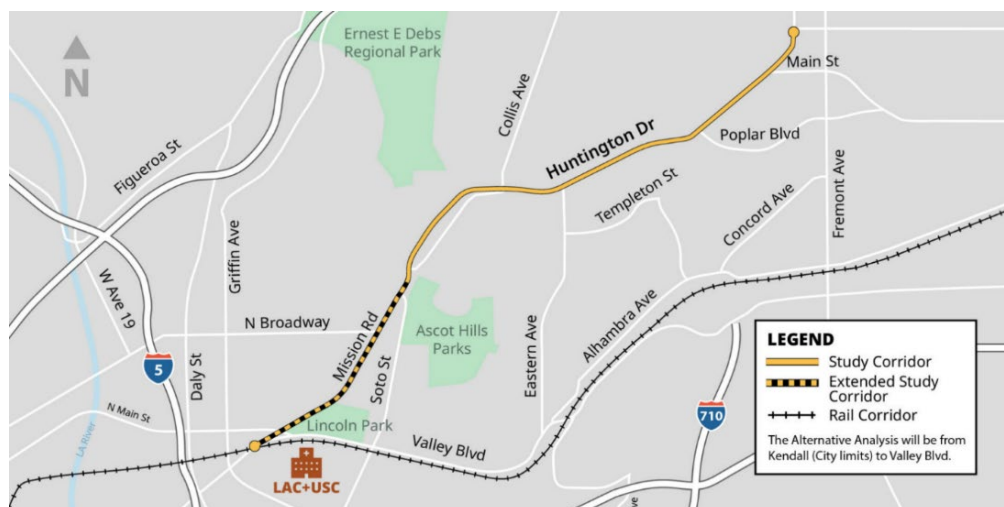 Ernest E Debs
Regional Park
N
Main St
Collis Ave
Huntington Dr
Poplar Blvd
Figueroa St
Templeton St
Concord Ave
Fremont Ave
Griffin Ave
W Ave 19
N Broadway
Mission Rd
Ascot Hills
Parks
Alhambra Ave
Eastern Ave
Soto St
Daly St
5
N Main St
LA River
Lincoln Park
Valley Blvd
LAC+USC
710
LEGEND
Study Corridor
Extended Study
Corridor
Rail Corridor
The Alternative Analysis will be from
Kendall (City limits) to Valley Blvd.
Ave